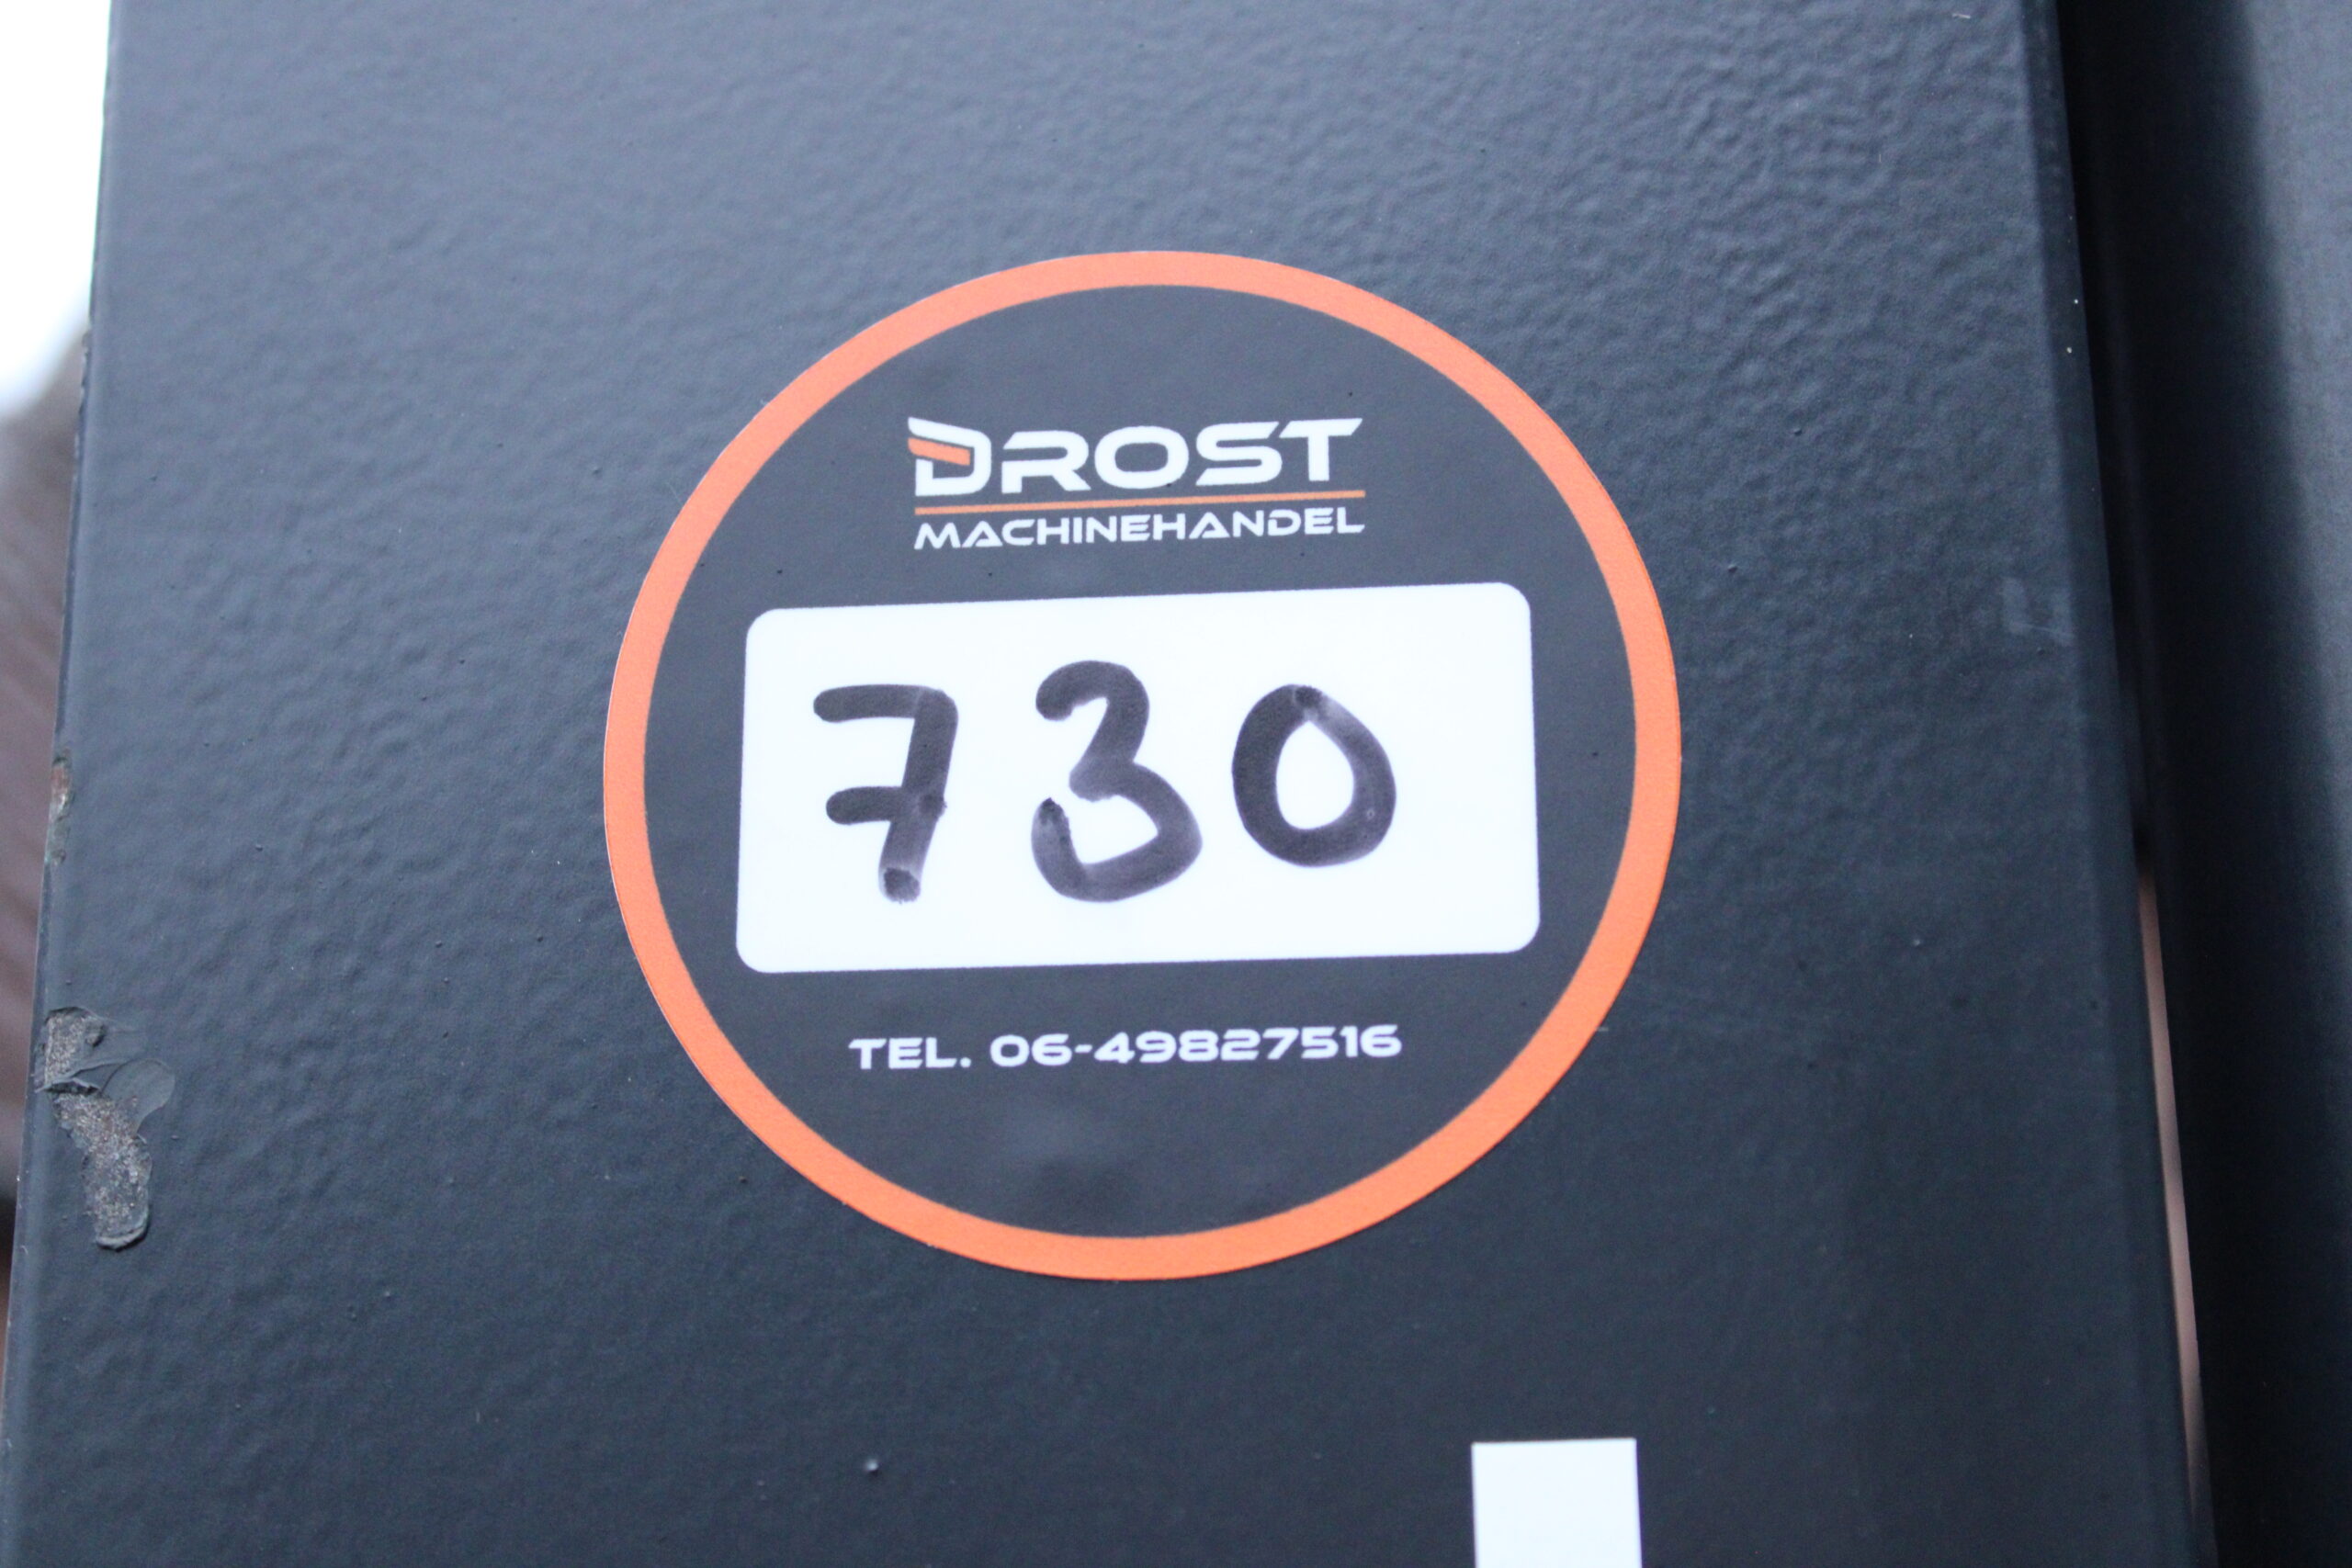 DROST
MACHINEHANDEL
730
TEL. 06-49827516